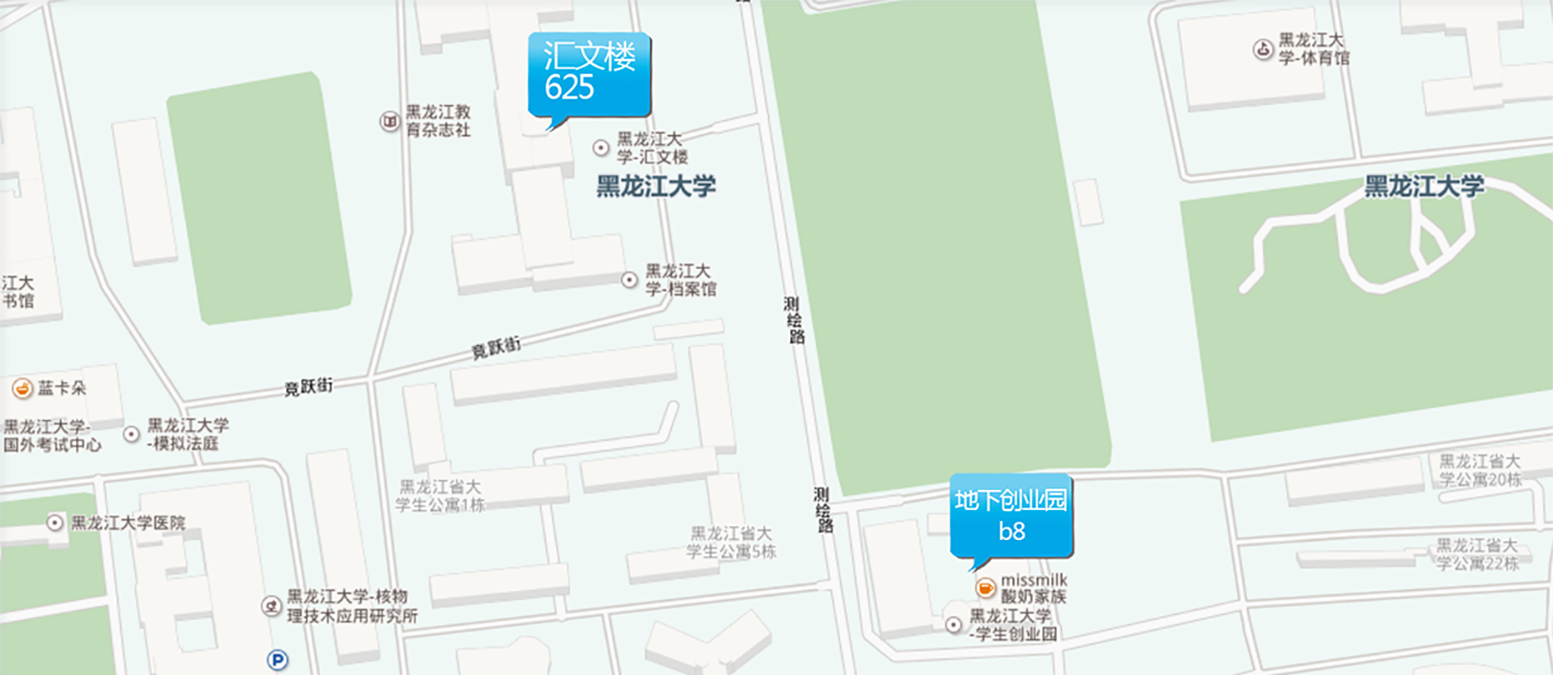 汇文楼
625
黑龙江大
学-体育馆
黑龙江教
育杂志社
黑龙江大
学-汇文楼
黑龙江大学
黑龙江大学
江大
书馆
黑龙江大
学-档案馆
测绘路
竞跃街
竞跃街
蓝卡朵
黑龙江大学-
国外考试中心
黑龙江大学
-模拟法庭
黑龙江省大
学生公寓1栋
测绘路
地下创业园
b8
黑龙江省大
学公寓20栋
黑龙江大学医院
黑龙江省大
学生公寓5栋
黑龙江省大
学公寓22栋
missmilk
酸奶家族
黑龙江大学-核物
理技术应用研究所
黑龙江大学
-学生创业园
P